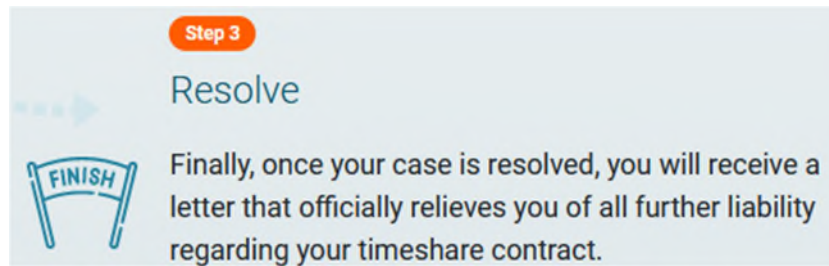 Step 3
Resolve
FINISH
Finally, once your case is resolved, you will receive a
letter that officially relieves you of all further liability
regarding your timeshare contract.